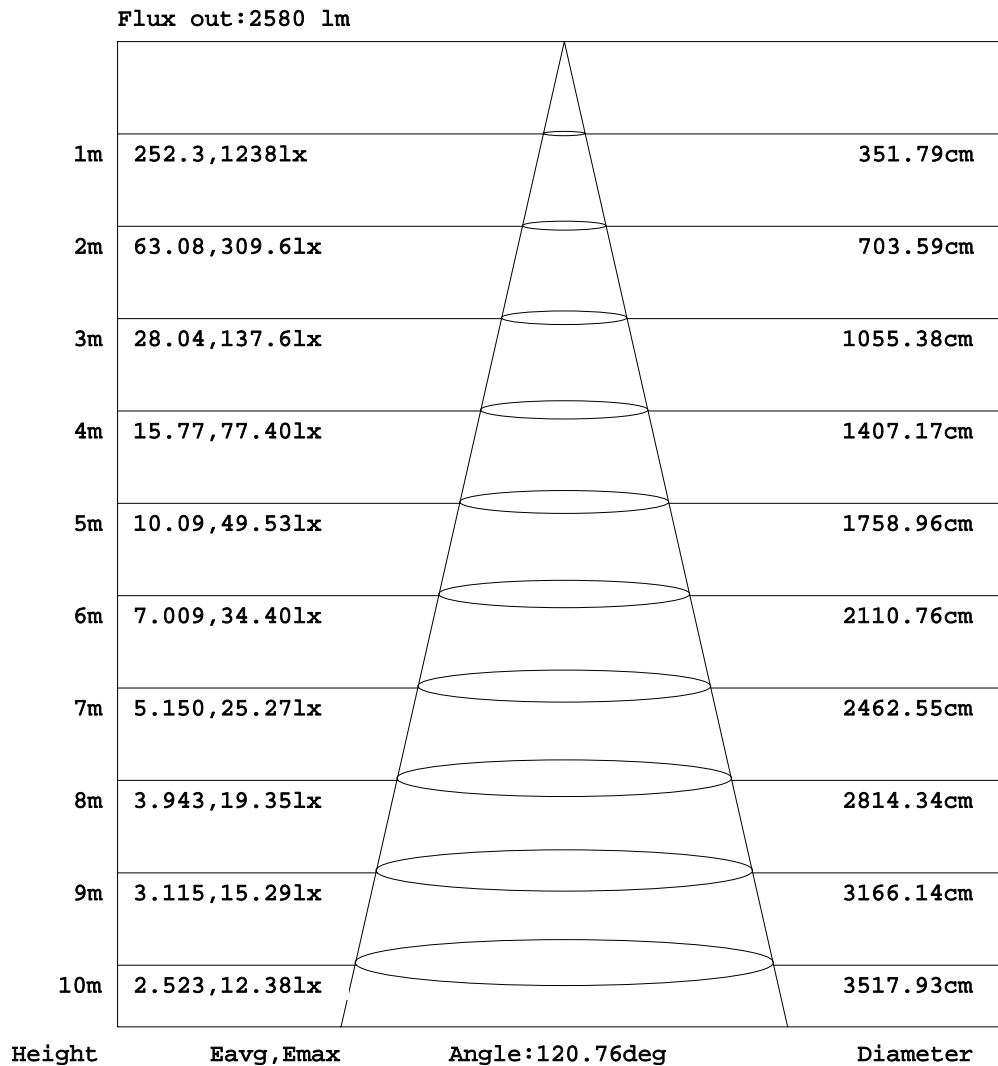 Flux out:2580 lm
1m 252.3,1238lx 351.79cm
2m 63.08,309.6lx 703.59cm
3m 28.04,137.6lx 1055.38cm
4m 15.77,77.40lx 1407.17cm
5m 10.09,49.53lx 1758.96cm
6m 7.009,34.40lx 2110.76cm
7m 5.150,25.27lx 2462.55cm
8m 3.943,19.35lx 2814.34cm
9m 3.115,15.29lx 3166.14cm
10m 2.523,12.38lx 3517.93cm
Height Eavg,Emax Angle:120.76deg Diameter